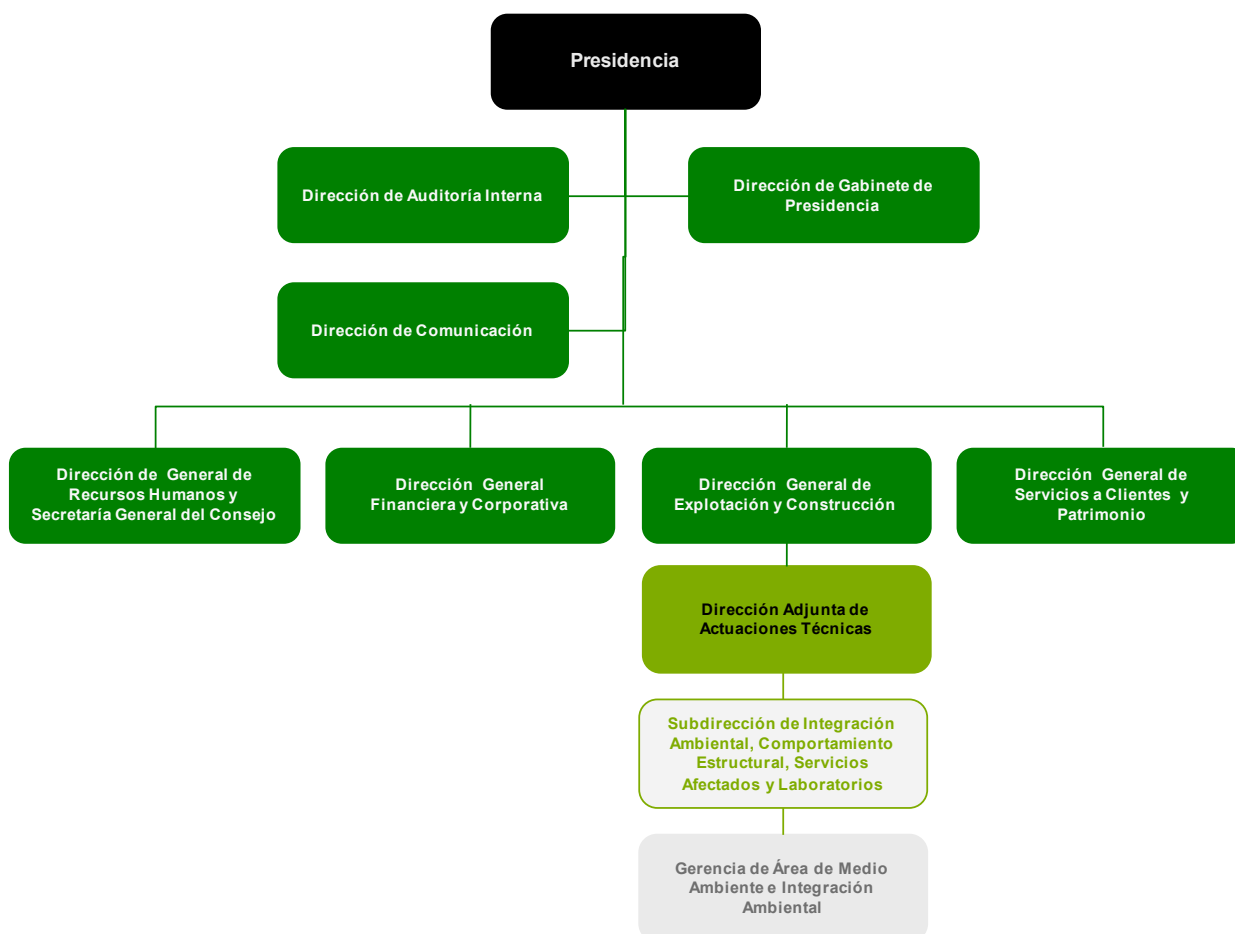 Presidencia
Dirección de Auditoría Interna
Dirección de Gabinete de
Presidencia
Dirección de Comunicación
Dirección de General de
Recursos Humanos y
Secretaría General del Consejo
Dirección General
Financiera y Corporativa
Dirección General de
Explotación y Construcción
Dirección General de
Servicios a Clientes y
Patrimonio
Dirección Adjunta de
Actuaciones Técnicas
Subdirección de Integración
Ambiental, Comportamiento
Estructural, Servicios
Afectados y Laboratorios
Gerencia de Área de Medio
Ambiente e Integración
Ambiental